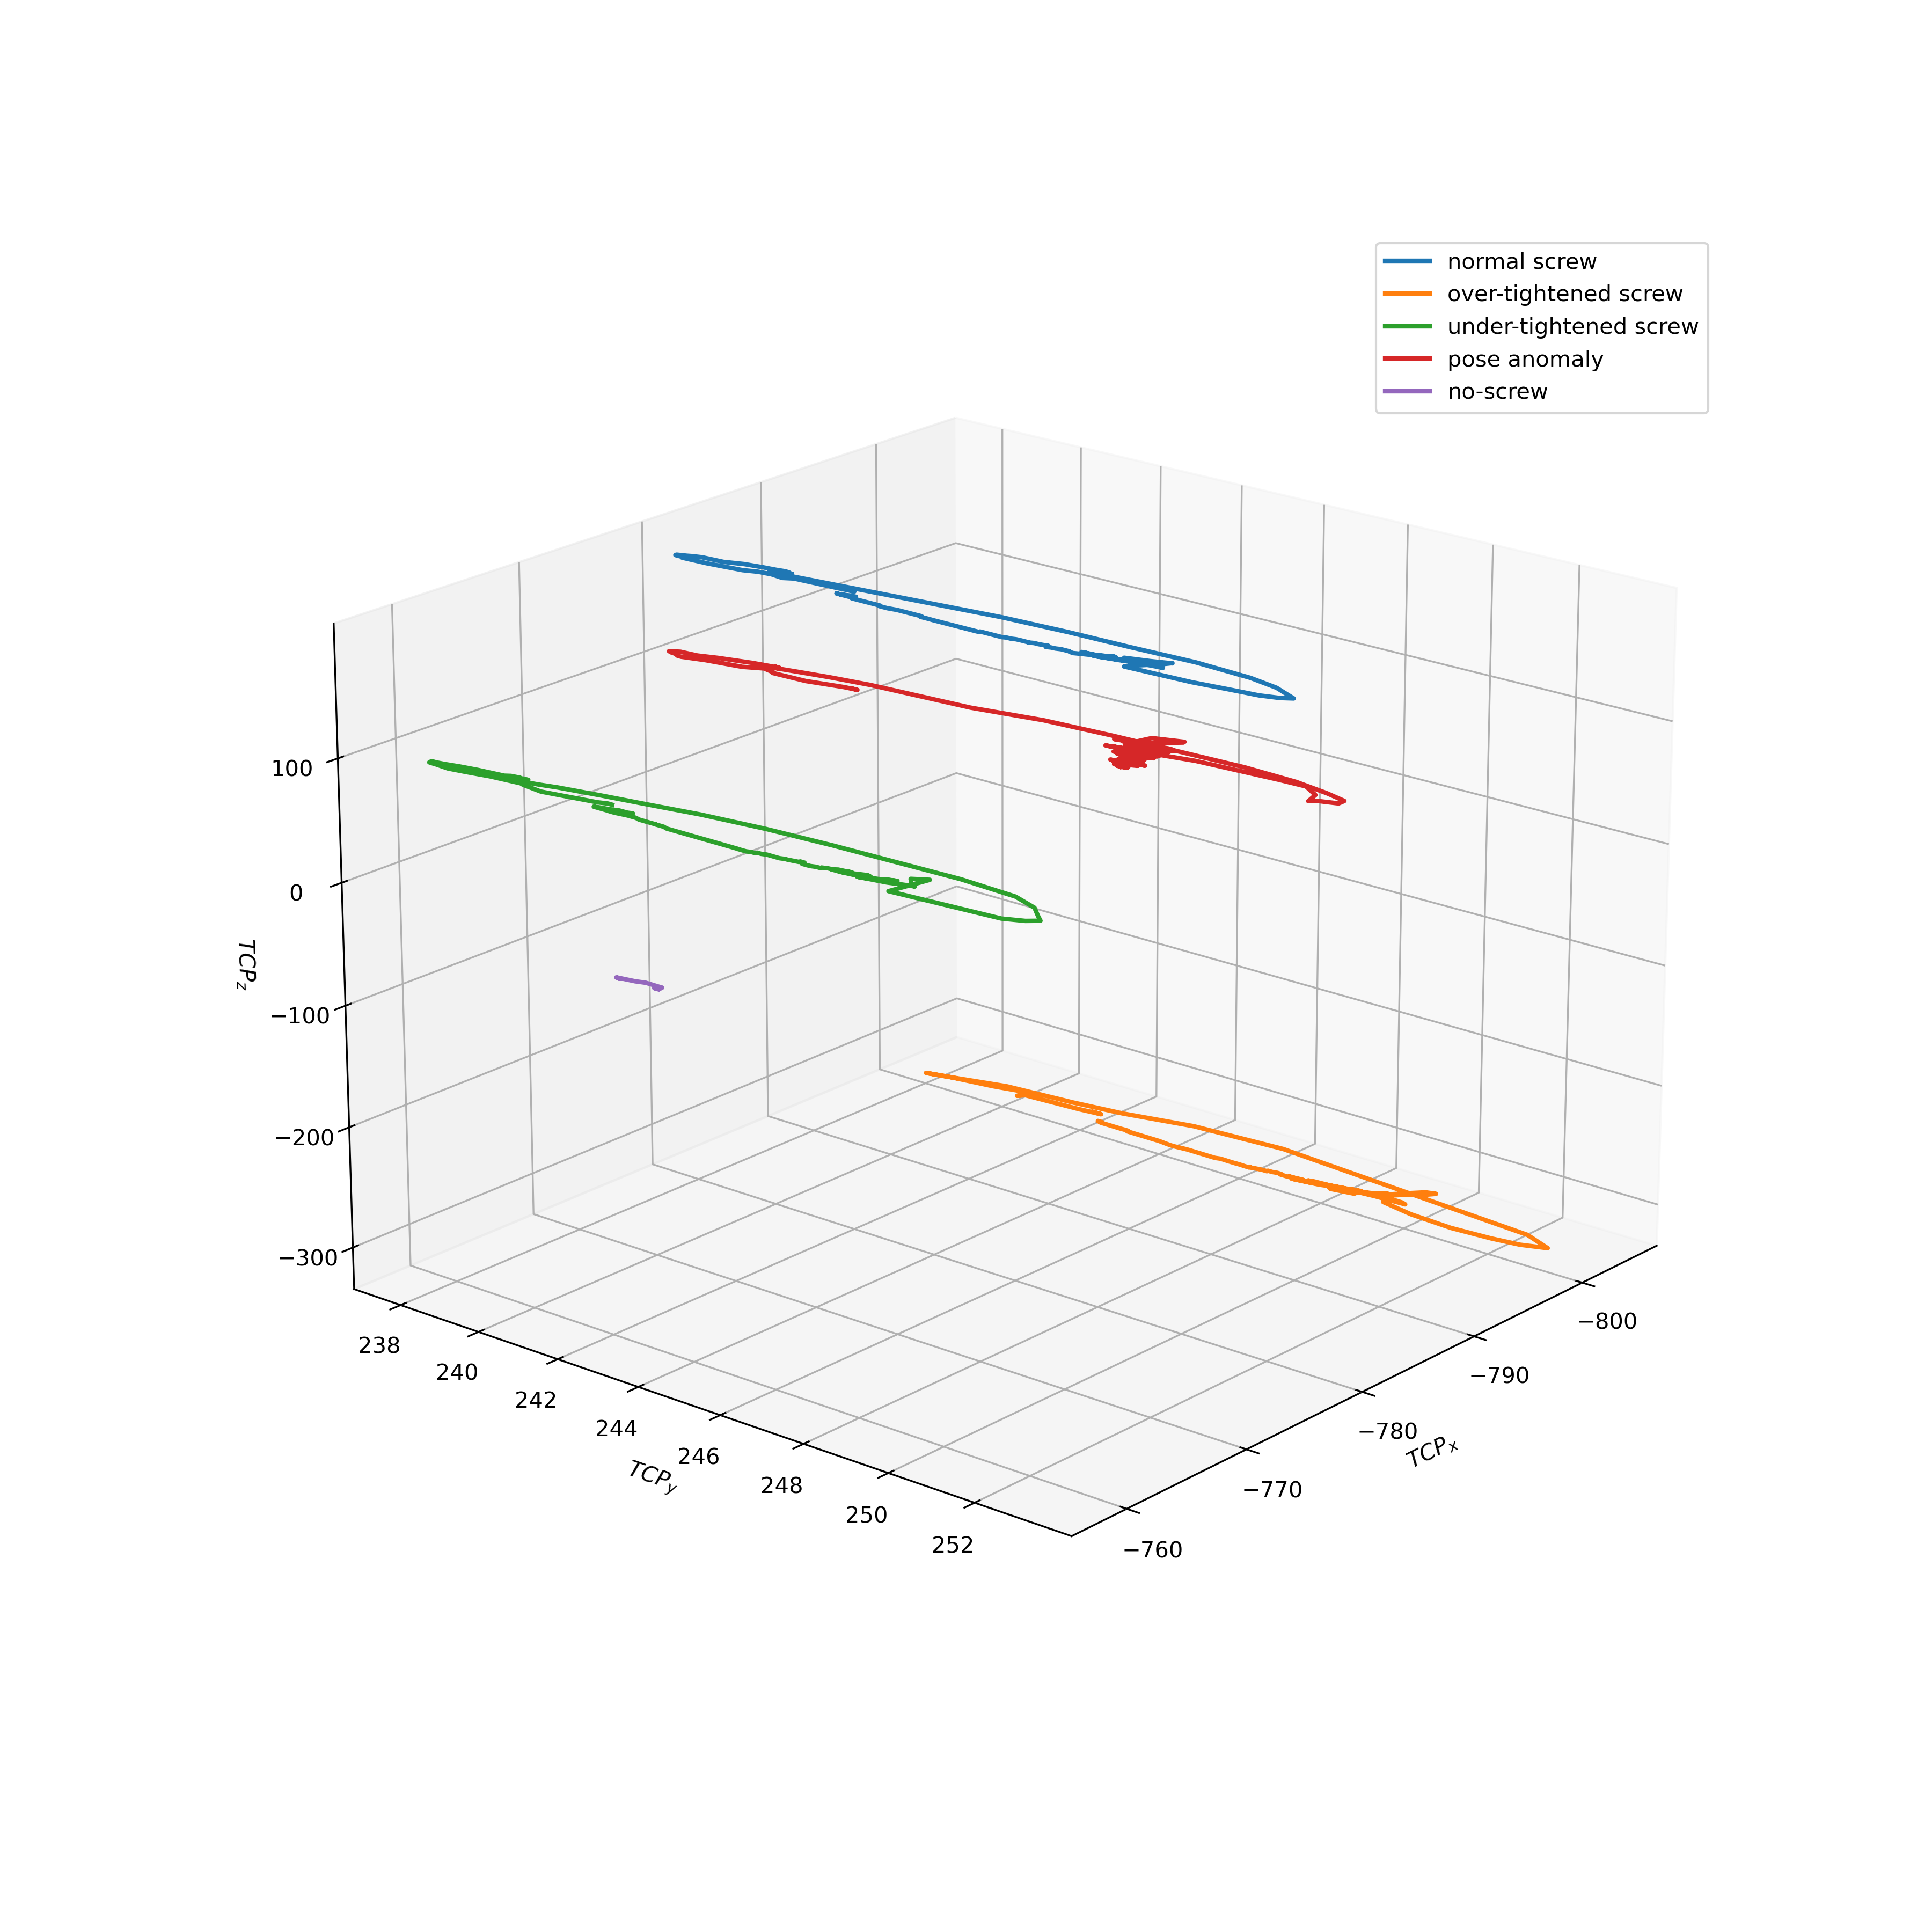 normal screw
over-tightened screw
under-tightened screw
pose anomaly
no-screw
100
0
−100
−200
−300
TCPz
238
240
242
244
246
248
250
252
TCPy
−800
−790
−780
−770
−760
TCPx